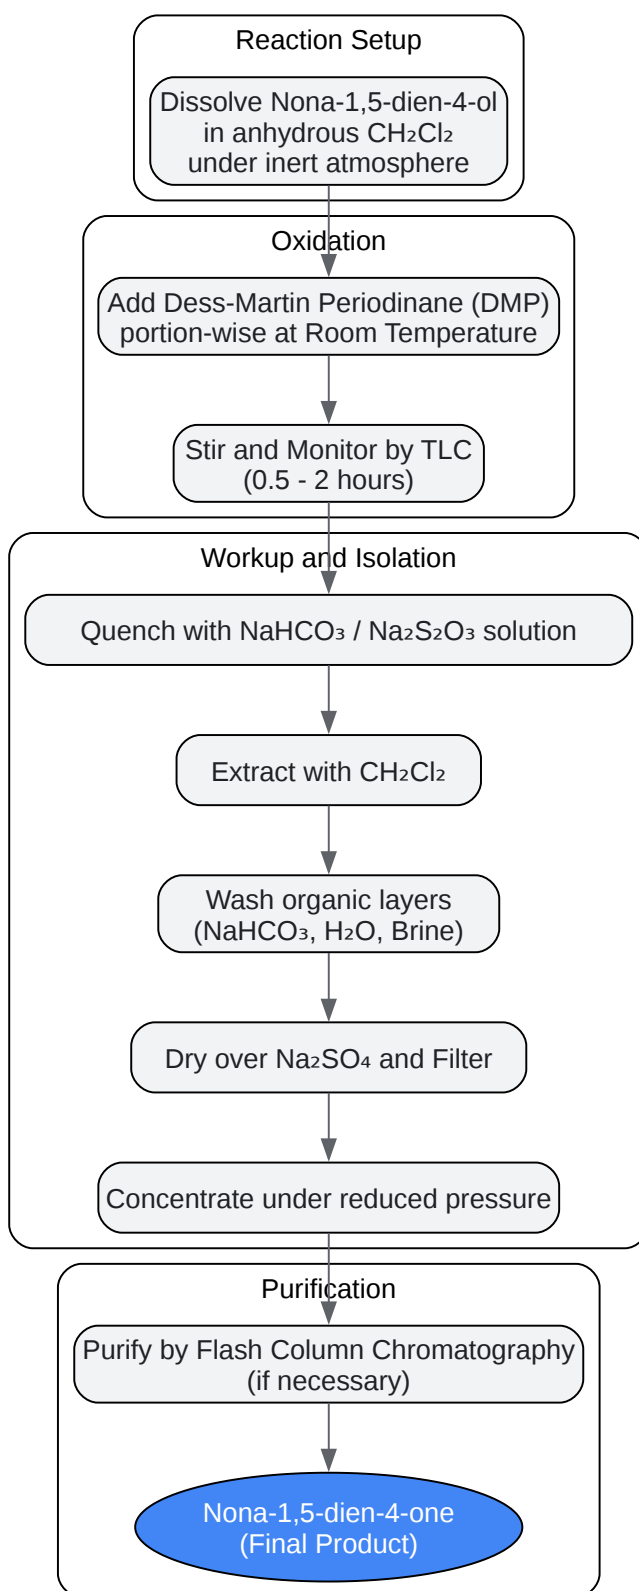 Reaction Setup
Dissolve Nona-1,5-dien-4-ol
in anhydrous CH₂Cl₂
under inert atmosphere
Oxidation
Add Dess-Martin Periodinane (DMP)
portion-wise at Room Temperature
Stir and Monitor by TLC
(0.5 - 2 hours)
Workup and Isolation
Quench with NaHCO₃ / Na₂S₂O₃ solution
Extract with CH₂Cl₂
Wash organic layers
(NaHCO₃, H₂O, Brine)
Dry over Na₂SO₄ and Filter
Concentrate under reduced pressure
Purification
Purify by Flash Column Chromatography
(if necessary)
Nona-1,5-dien-4-one
(Final Product)